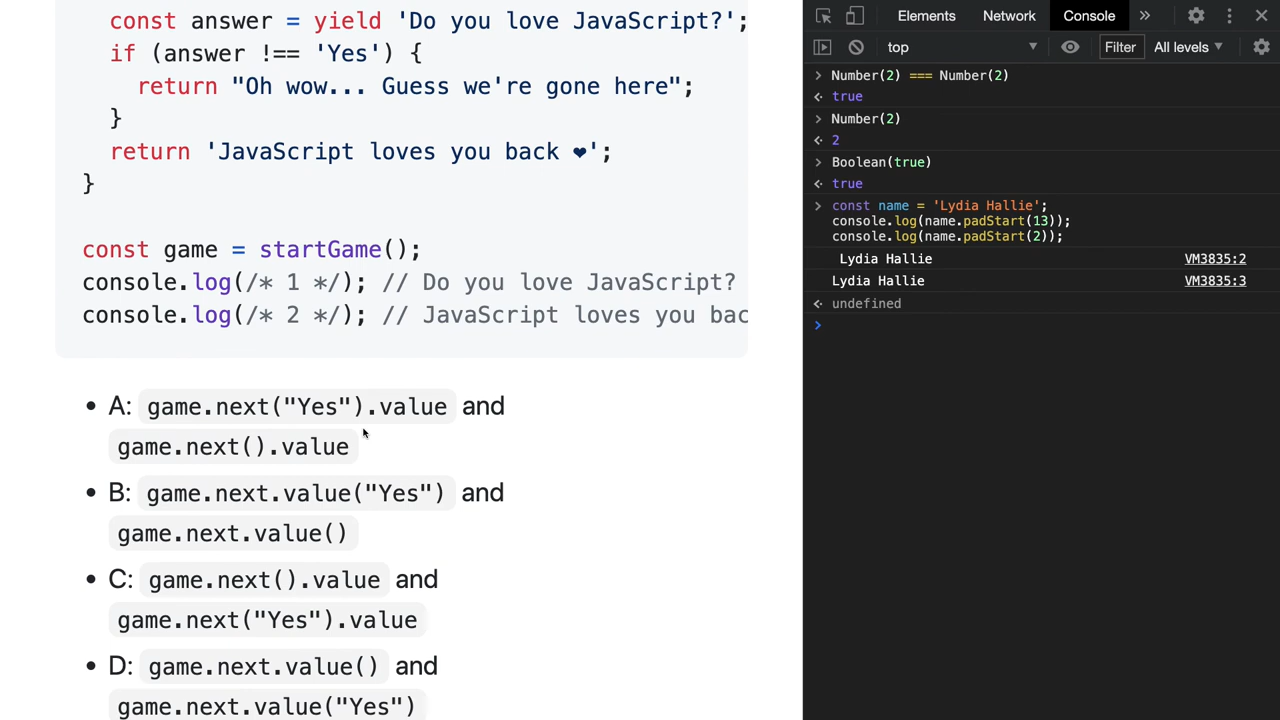 const answer = yield 'Do you love JavaScript?';
if (answer !== 'Yes') {
return "Oh wow... Guess we're gone here";
}
return 'JavaScript loves you back ❤';
}
const game = startGame();
console.log(/* 1 */); // Do you love JavaScript?
console.log(/* 2 */); // JavaScript loves you bac
• A: game.next("Yes").value and
game.next().value
• B: game.next.value("Yes") and
game.next.value()
• C: game.next().value and
game.next("Yes").value
• D: game.next.value() and
game.next.value("Yes")
Elements Network Console »
top Filter All levels
> Number(2) === Number(2)
true
> Number(2)
2
> Boolean(true)
true
> const name = 'Lydia Hallie';
console.log(name.padStart(13));
console.log(name.padStart(2));
Lydia Hallie VM3835:2
Lydia Hallie VM3835:3
undefined
>